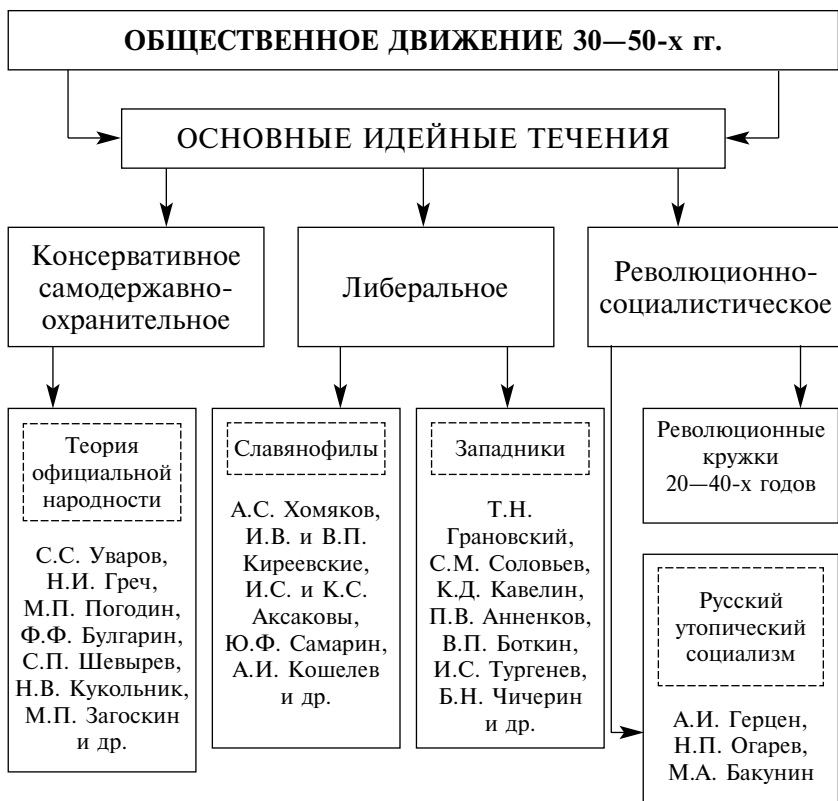 ОБЩЕСТВЕННОЕ ДВИЖЕНИЕ 30—50-х гг.
ОСНОВНЫЕ ИДЕЙНЫЕ ТЕЧЕНИЯ
Консервативное
самодержавно-
охранительное
Либеральное
Революционно-
социалистическое
Теория
официальной
народности
С.С. Уваров,
Н.И. Греч,
М.П. Погодин,
Ф.Ф. Булгарин,
С.П. Шевырев,
Н.В. Кукольник,
М.П. Загоскин
и др.
Славянофилы
А.С. Хомяков,
И.В. и В.П.
Киреевские,
И.С. и К.С.
Аксаковы,
Ю.Ф. Самарин,
А.И. Кошелев
и др.
Западники
Т.Н.
Грановский,
С.М. Соловьев,
К.Д. Кавелин,
П.В. Анненков,
В.П. Боткин,
И.С. Тургенев,
Б.Н. Чичерин
и др.
Революционные
кружки
20—40-х годов
Русский
утопический
социализм
А.И. Герцен,
Н.П. Огарев,
М.А. Бакунин